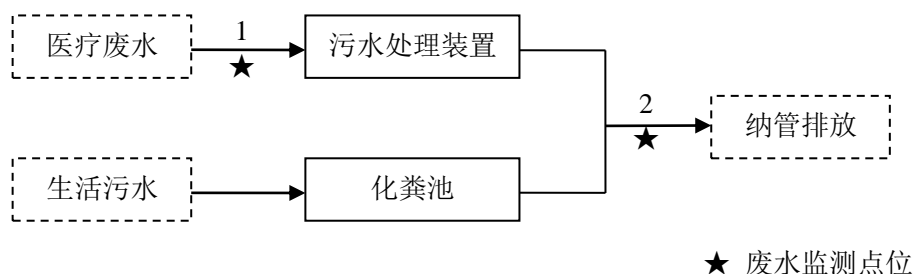 1
医疗废水
污水处理装置
★
2
★
纳管排放
生活污水
化粪池
★ 废水监测点位